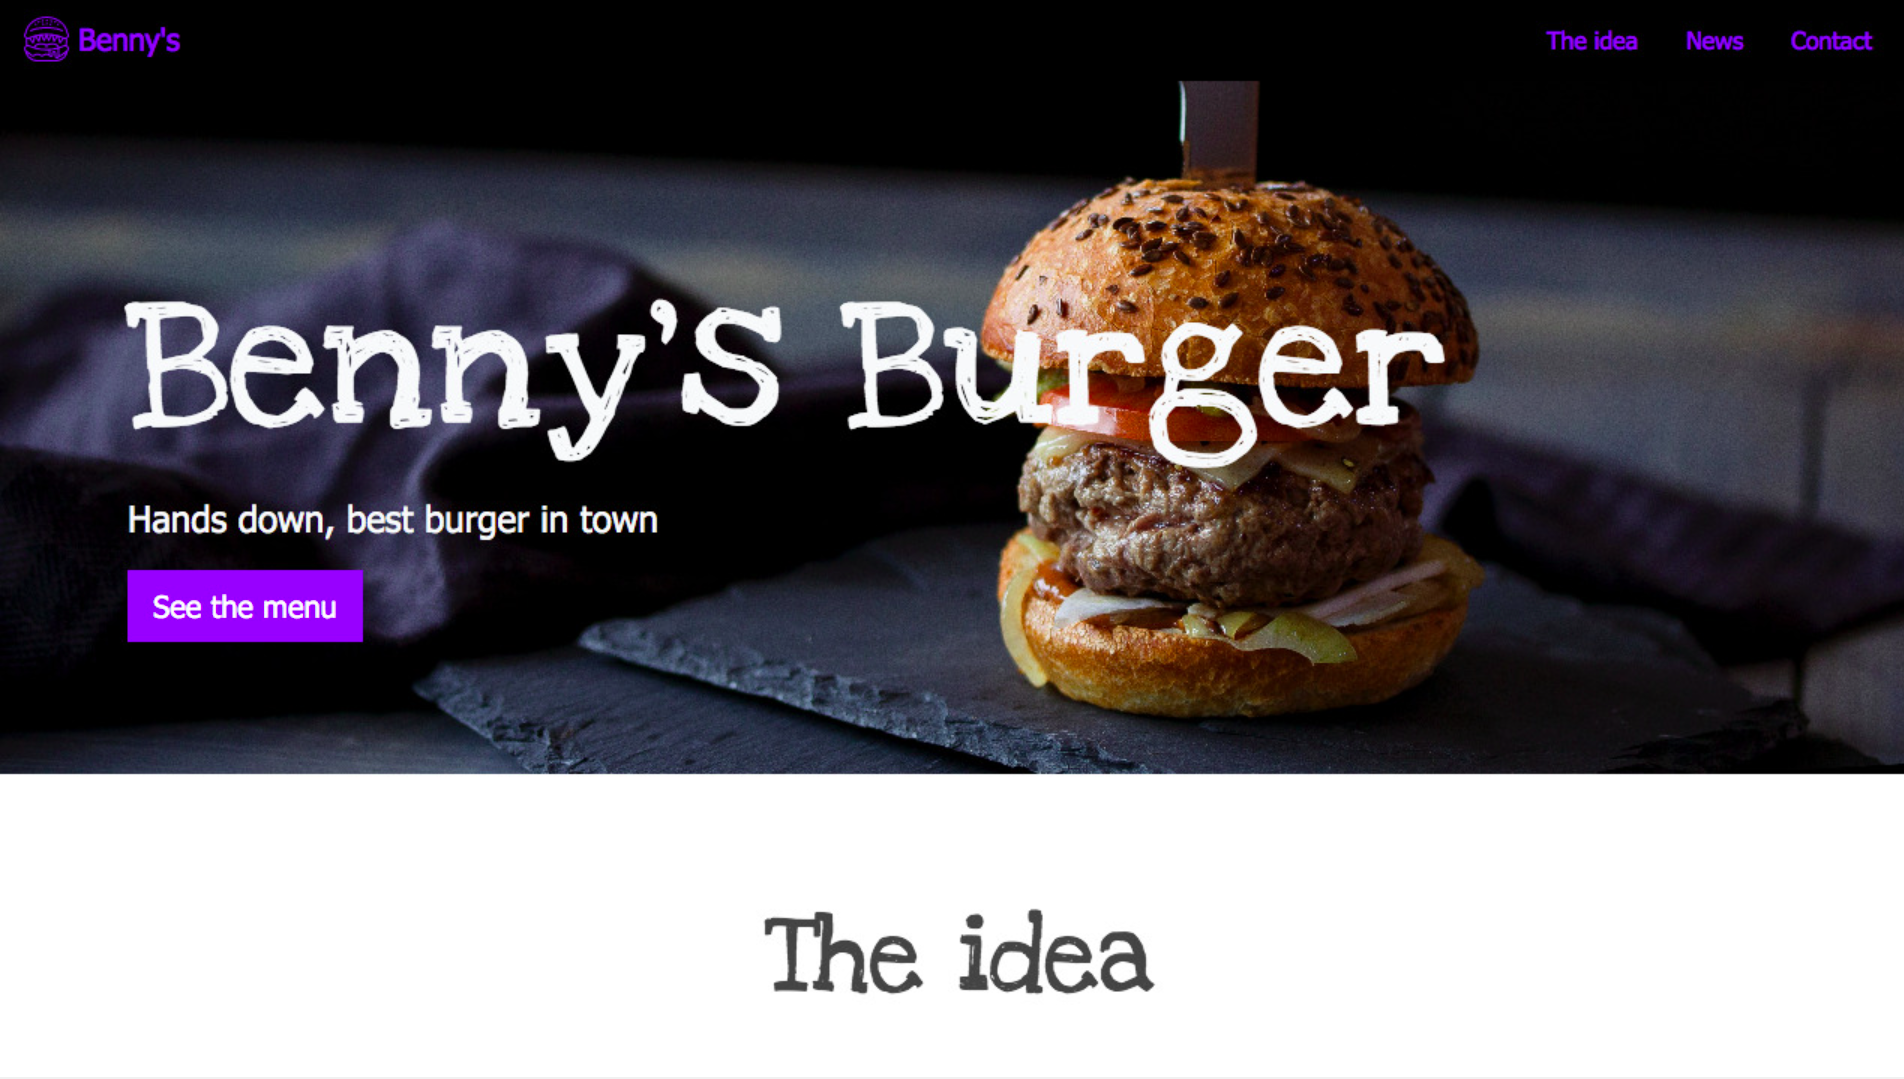 Benny's
The idea News Contact
Benny's Burger
Hands down, best burger in town
See the menu
The idea